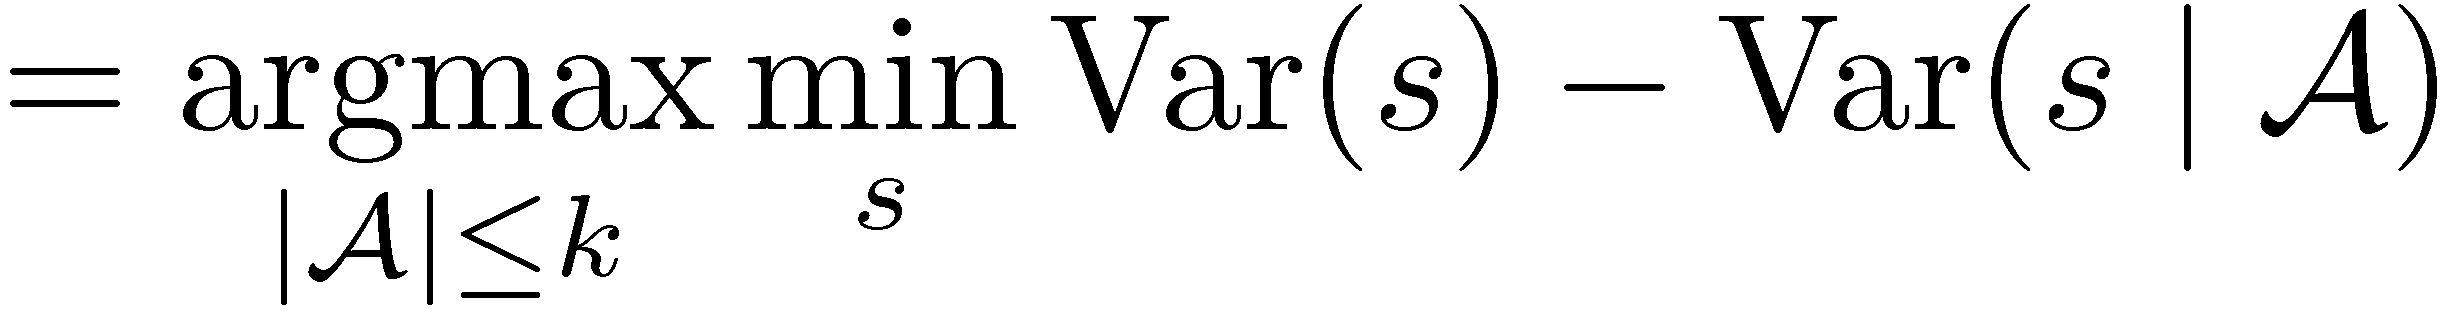 = argmax min Var(s) − Var(s | 𝒜)
|𝒜|≤k s